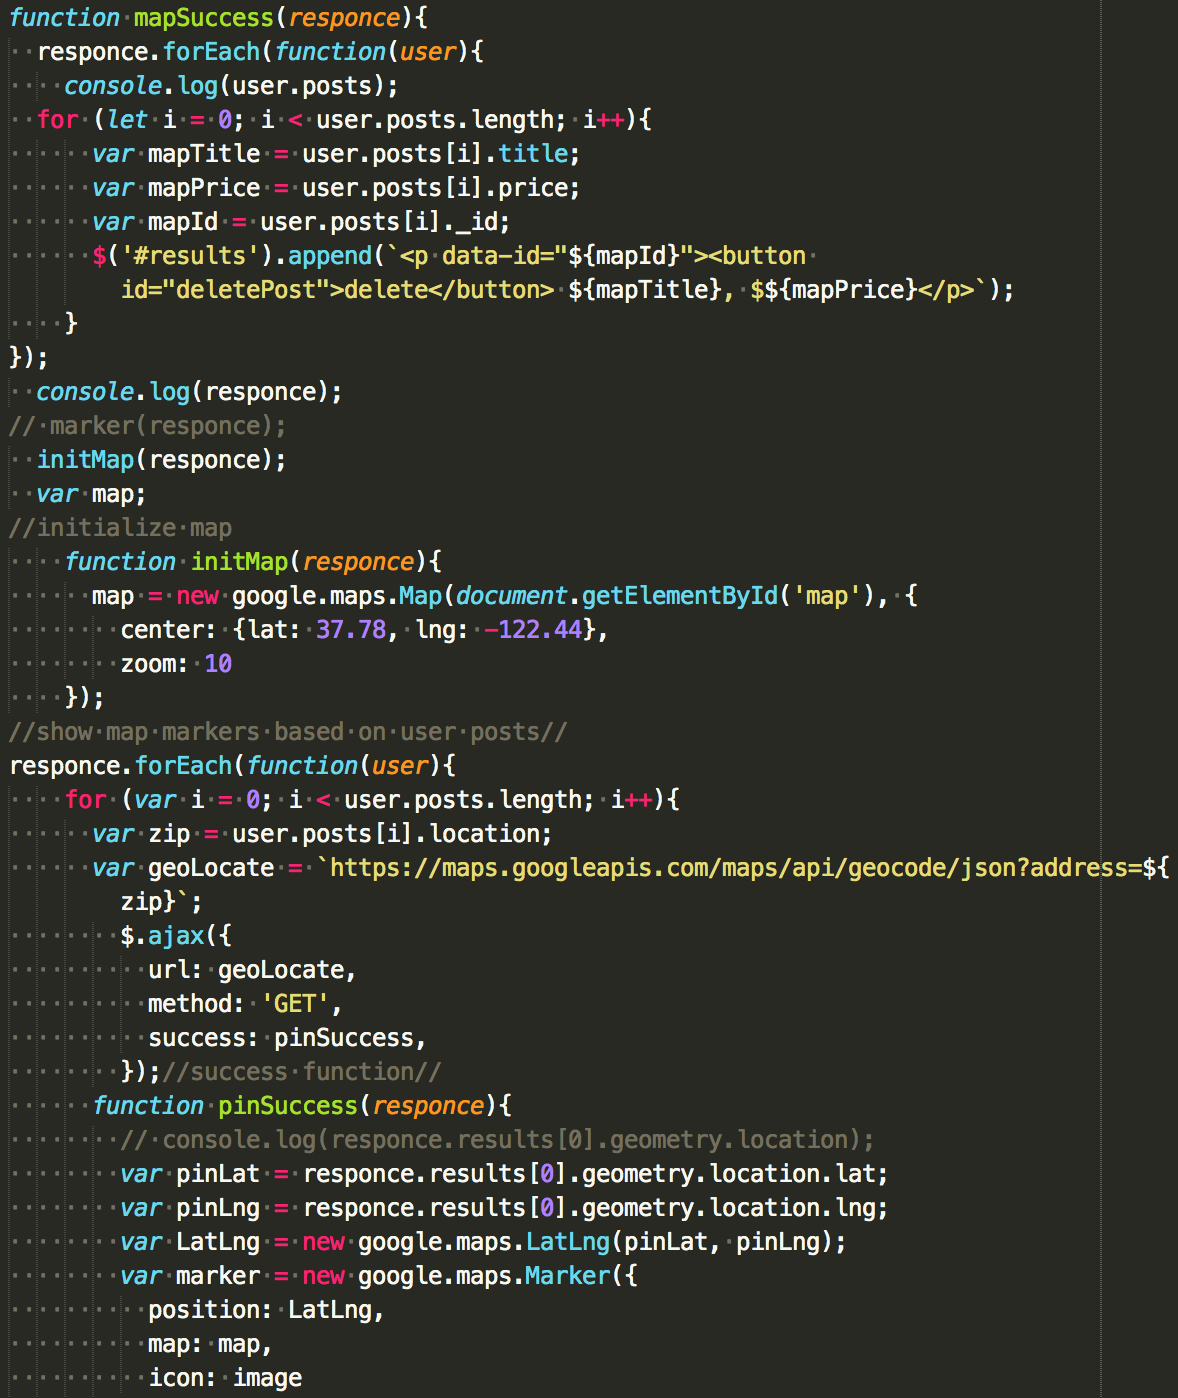 function mapSuccess(responce){
  responce.forEach(function(user){
    console.log(user.posts);
  for (let i = 0; i < user.posts.length; i++){
      var mapTitle = user.posts[i].title;
      var mapPrice = user.posts[i].price;
      var mapId = user.posts[i]._id;
      $('#results').append(`<p data-id="${mapId}"><button
        id="deletePost">delete</button> ${mapTitle}, $${mapPrice}</p>`);
    }
});
  console.log(responce);
// marker(responce);
  initMap(responce);
  var map;
//initialize map
    function initMap(responce){
      map = new google.maps.Map(document.getElementById('map'), {
        center: {lat: 37.78, lng: -122.44},
        zoom: 10
    });
//show map markers based on user posts//
responce.forEach(function(user){
    for (var i = 0; i < user.posts.length; i++){
      var zip = user.posts[i].location;
      var geoLocate = `https://maps.googleapis.com/maps/api/geocode/json?address=${
        zip}`;
        $.ajax({
          url: geoLocate,
          method: 'GET',
          success: pinSuccess,
        });//success function//
      function pinSuccess(responce){
        // console.log(responce.results[0].geometry.location);
        var pinLat = responce.results[0].geometry.location.lat;
        var pinLng = responce.results[0].geometry.location.lng;
        var LatLng = new google.maps.LatLng(pinLat, pinLng);
        var marker = new google.maps.Marker({
          position: LatLng,
          map: map,
          icon: image